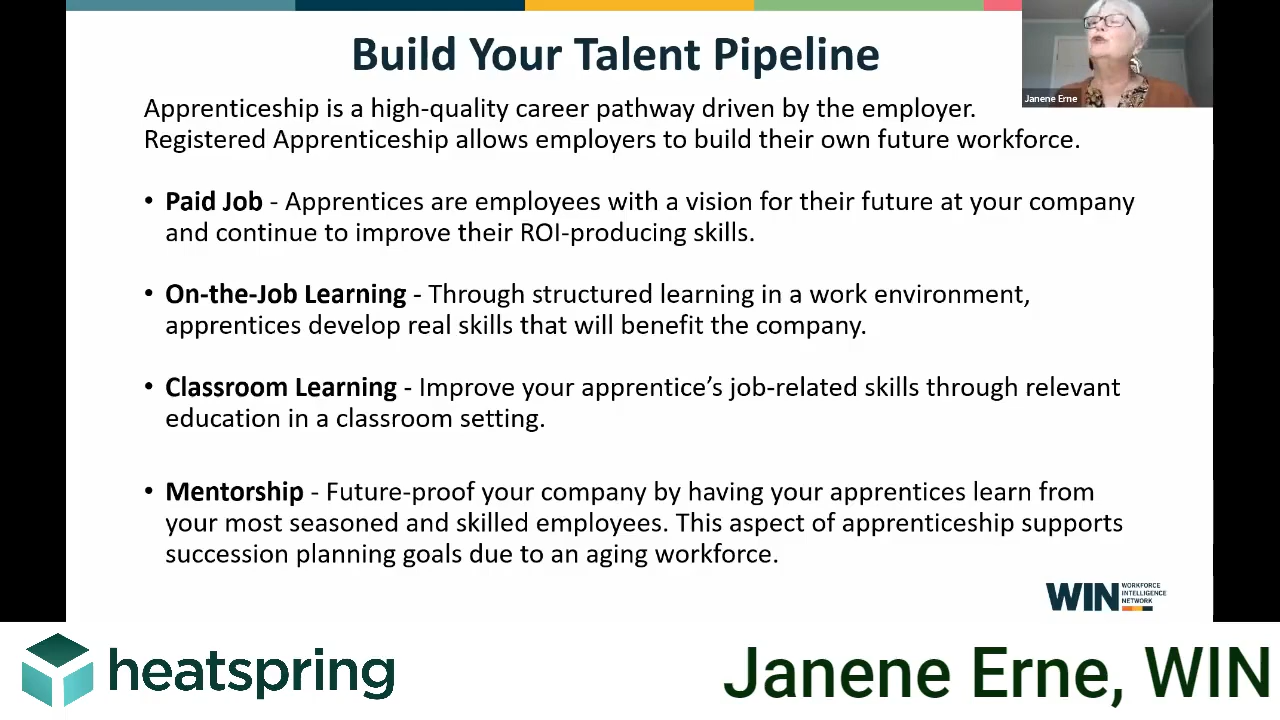 Build Your Talent Pipeline
Janene Erne
Apprenticeship is a high-quality career pathway driven by the employer.
Registered Apprenticeship allows employers to build their own future workforce.
• Paid Job - Apprentices are employees with a vision for their future at your company
and continue to improve their ROI-producing skills.
• On-the-Job Learning - Through structured learning in a work environment,
apprentices develop real skills that will benefit the company.
• Classroom Learning - Improve your apprentice’s job-related skills through relevant
education in a classroom setting.
• Mentorship - Future-proof your company by having your apprentices learn from
your most seasoned and skilled employees. This aspect of apprenticeship supports
succession planning goals due to an aging workforce.
WIN
WORKFORCE
INTELLIGENCE
NETWORK
heatspring
Janene Erne, WIN